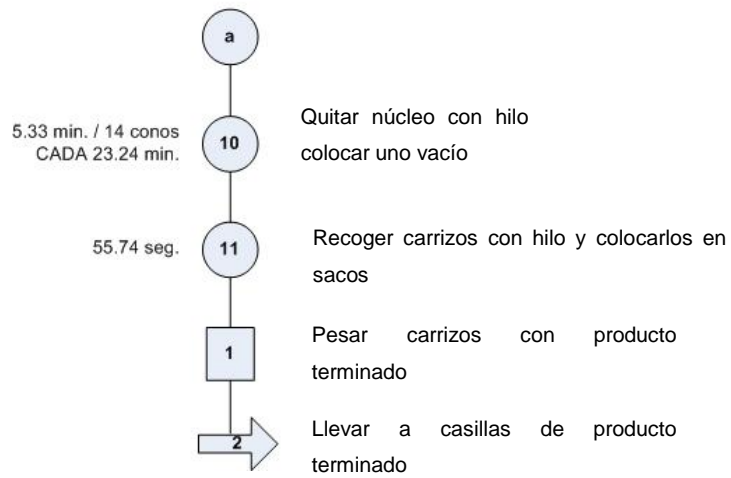 a
5.33 min. / 14 conos
CADA 23.24 min.
10
Quitar núcleo con hilo
colocar uno vacío
55.74 seg.
11
Recoger carrizos con hilo y colocarlos en
sacos
1
Pesar carrizos con producto
terminado
2
Llevar a casillas de producto
terminado